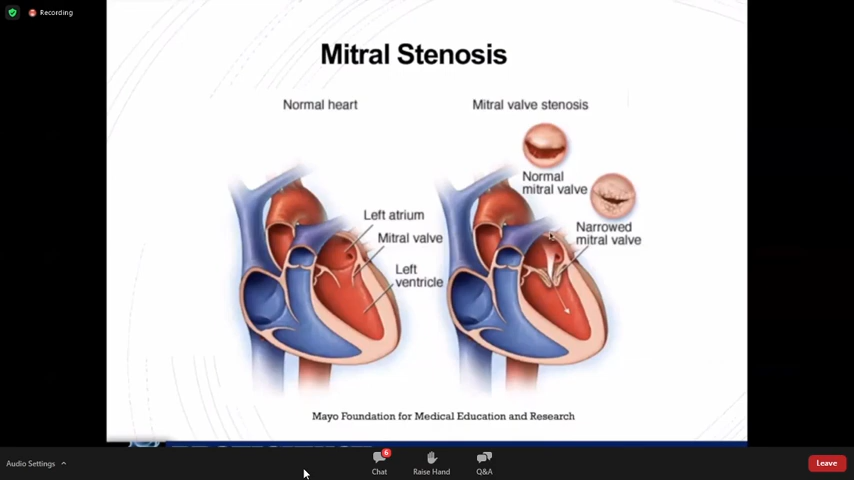 Recording
Mitral Stenosis
Normal heart
Mitral valve stenosis
Normal
mitral valve
Left atrium
Mitral valve
Narrowed
mitral valve
Left
ventricle
Mayo Foundation for Medical Education and Research
Audio Settings
6
Chat
Raise Hand
Q&A
Leave